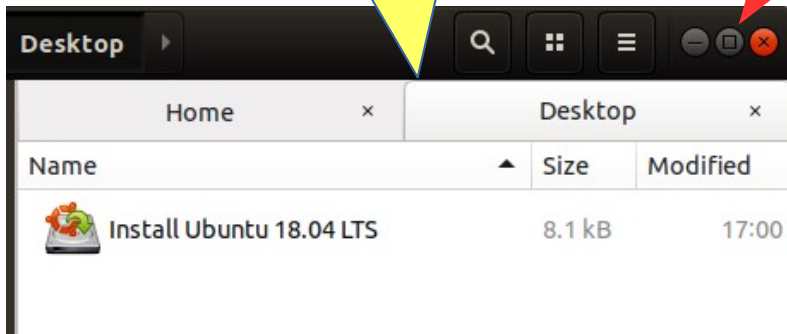 Desktop
Home × Desktop ×
Name Size Modified
Install Ubuntu 18.04 LTS 8.1 kB 17:00